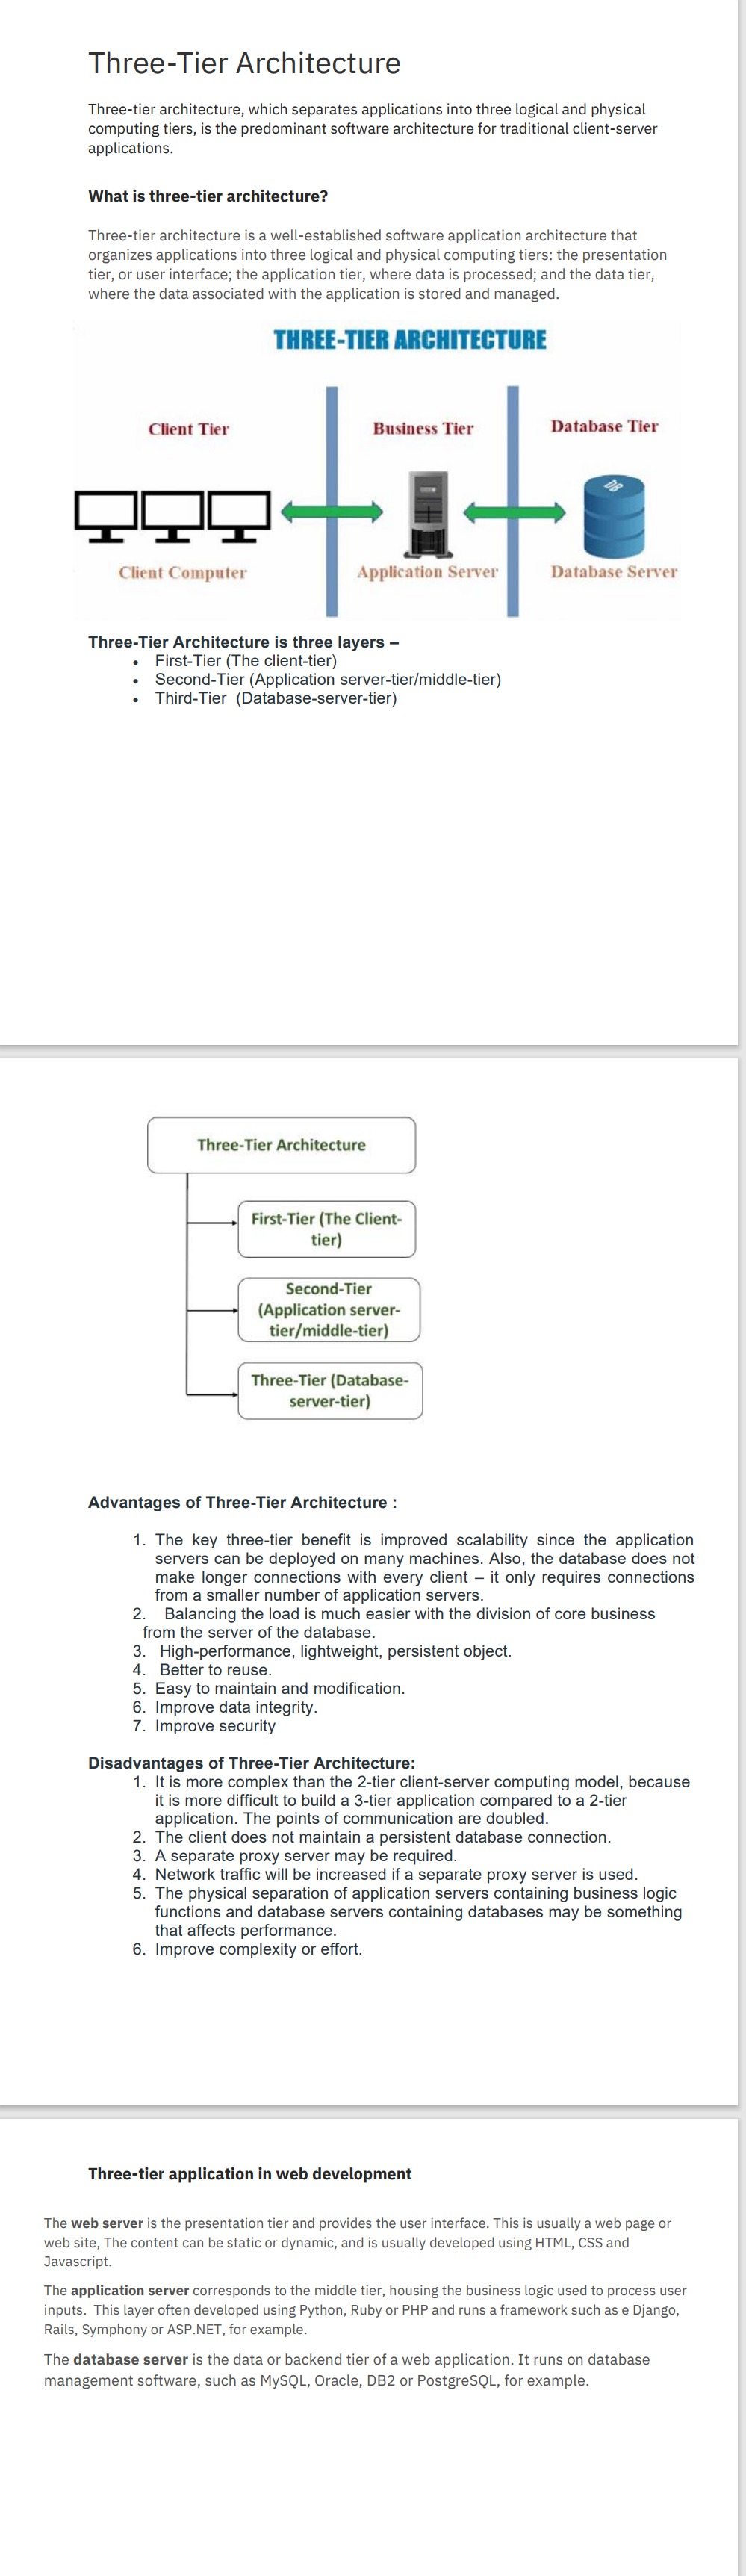 Three-Tier Architecture
Three-tier architecture, which separates applications into three logical and physical
computing tiers, is the predominant software architecture for traditional client-server
applications.
What is three-tier architecture?
Three-tier architecture is a well-established software application architecture that
organizes applications into three logical and physical computing tiers: the presentation
tier, or user interface; the application tier, where data is processed; and the data tier,
where the data associated with the application is stored and managed.
THREE-TIER ARCHITECTURE
Client Tier
Business Tier
Database Tier
DB
Client Computer
Application Server
Database Server
Three-Tier Architecture is three layers –
• First-Tier (The client-tier)
• Second-Tier (Application server-tier/middle-tier)
• Third-Tier (Database-server-tier)
Three-Tier Architecture
First-Tier (The Client-
tier)
Second-Tier
(Application server-
tier/middle-tier)
Three-Tier (Database-
server-tier)
Advantages of Three-Tier Architecture :
1. The key three-tier benefit is improved scalability since the application
servers can be deployed on many machines. Also, the database does not
make longer connections with every client – it only requires connections
from a smaller number of application servers.
2. Balancing the load is much easier with the division of core business
from the server of the database.
3. High-performance, lightweight, persistent object.
4. Better to reuse.
5. Easy to maintain and modification.
6. Improve data integrity.
7. Improve security
Disadvantages of Three-Tier Architecture:
1. It is more complex than the 2-tier client-server computing model, because
it is more difficult to build a 3-tier application compared to a 2-tier
application. The points of communication are doubled.
2. The client does not maintain a persistent database connection.
3. A separate proxy server may be required.
4. Network traffic will be increased if a separate proxy server is used.
5. The physical separation of application servers containing business logic
functions and database servers containing databases may be something
that affects performance.
6. Improve complexity or effort.
Three-tier application in web development
The web server is the presentation tier and provides the user interface. This is usually a web page or
web site, The content can be static or dynamic, and is usually developed using HTML, CSS and
Javascript.
The application server corresponds to the middle tier, housing the business logic used to process user
inputs. This layer often developed using Python, Ruby or PHP and runs a framework such as e Django,
Rails, Symphony or ASP.NET, for example.
The database server is the data or backend tier of a web application. It runs on database
management software, such as MySQL, Oracle, DB2 or PostgreSQL, for example.